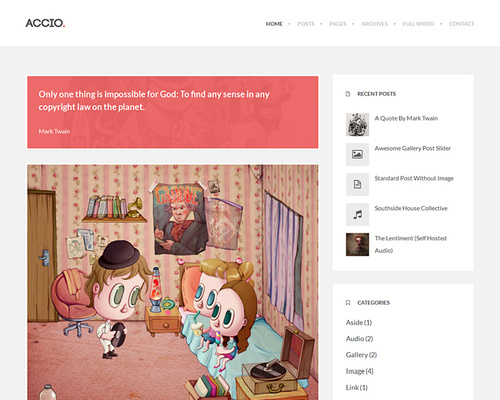 ACCIO.
HOME • POSTS • PAGES • ARCHIVES • FULL WIDTH • CONTACT
Only one thing is impossible for God: To find any sense in any
copyright law on the planet.
Mark Twain
RECENT POSTS
A Quote By Mark Twain
Awesome Gallery Post Slider
Standard Post Without Image
Southside House Collective
The Lentiment (Self Hosted
Audio)
CATEGORIES
Aside (1)
Audio (2)
Gallery (2)
Image (4)
Link (1)